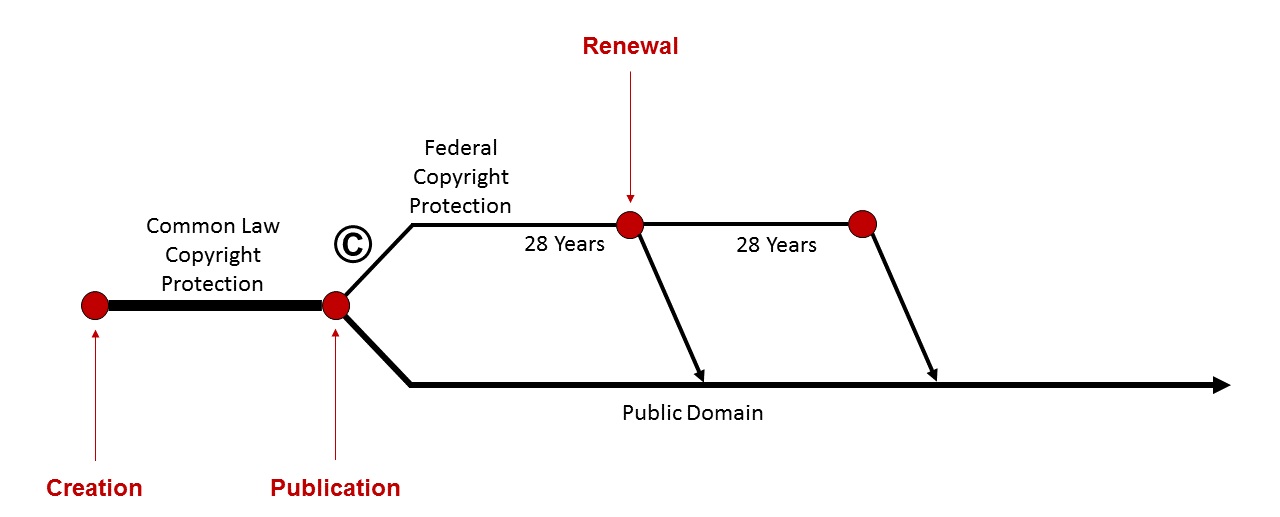 Renewal
Federal
Copyright
Protection
Common Law
Copyright
Protection
©
28 Years
28 Years
Public Domain
Creation
Publication